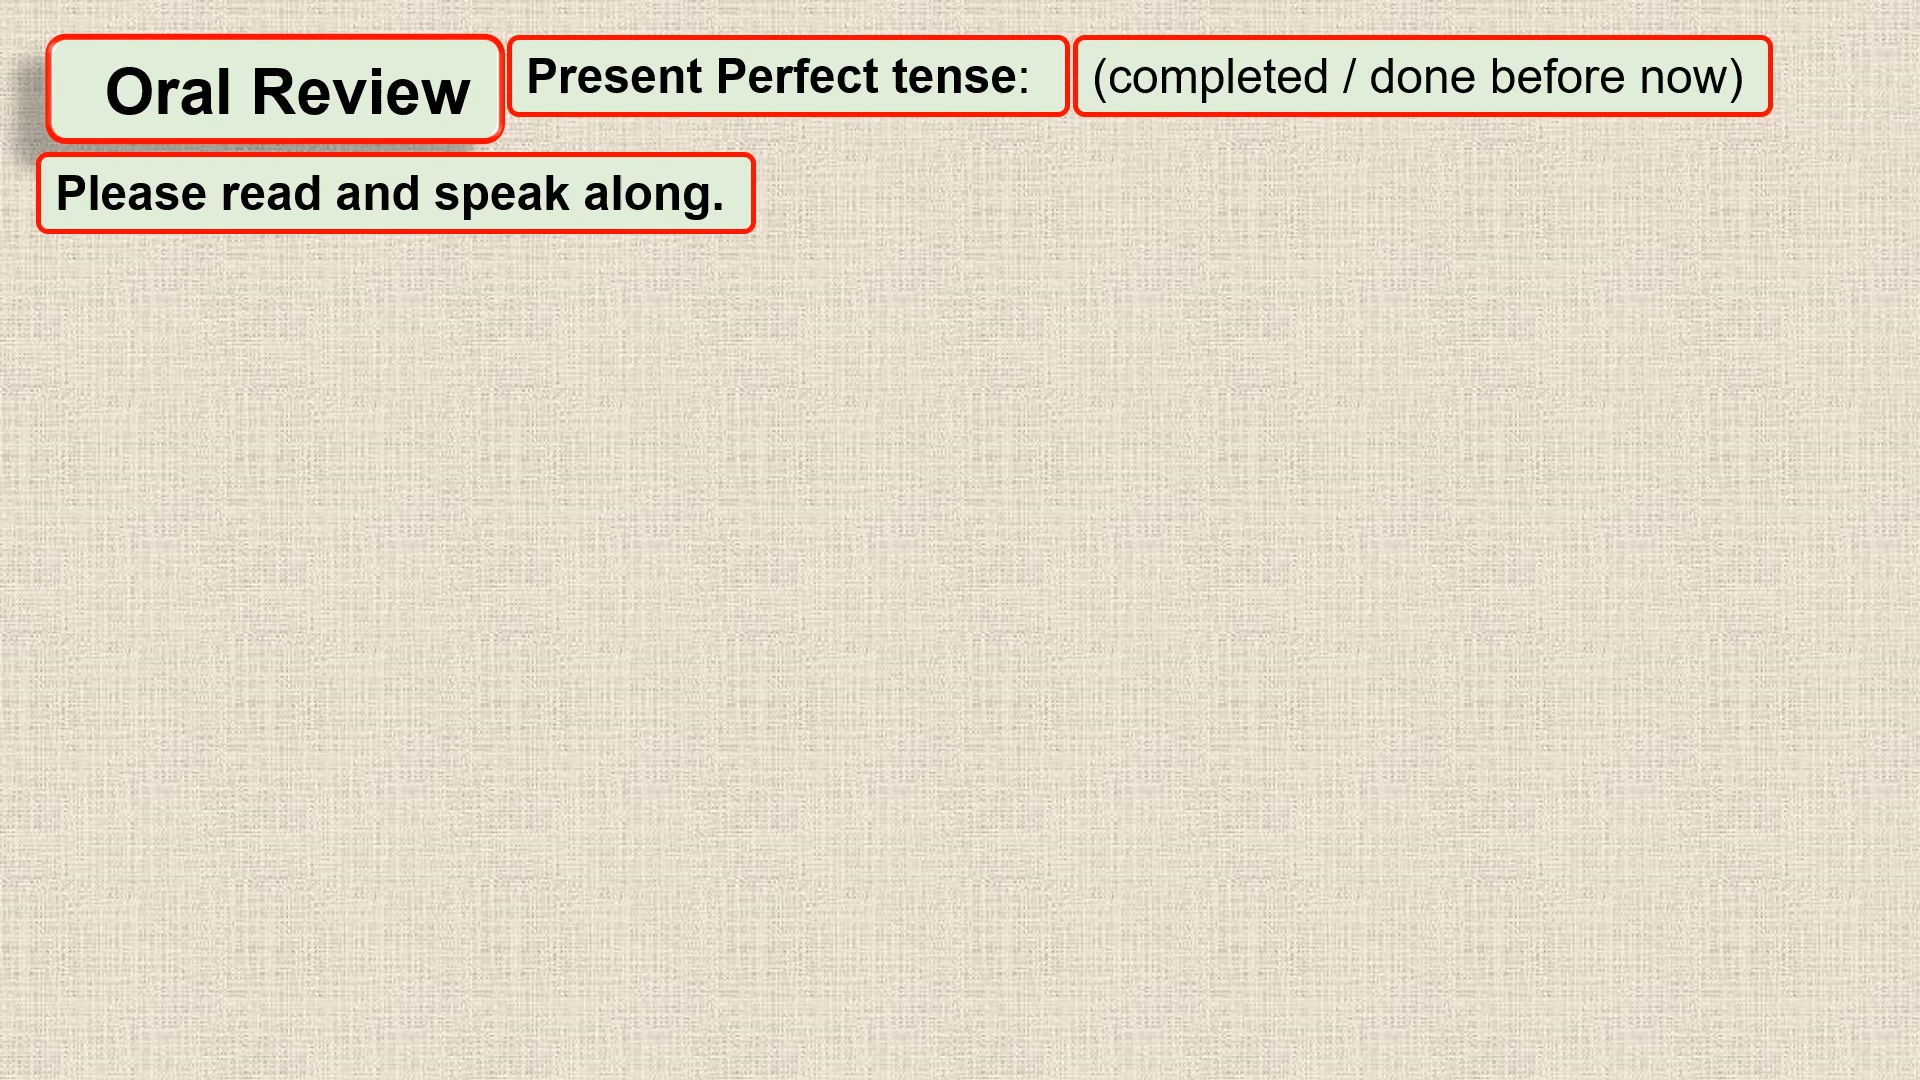 Oral Review
Present Perfect tense:
(completed / done before now)
Please read and speak along.